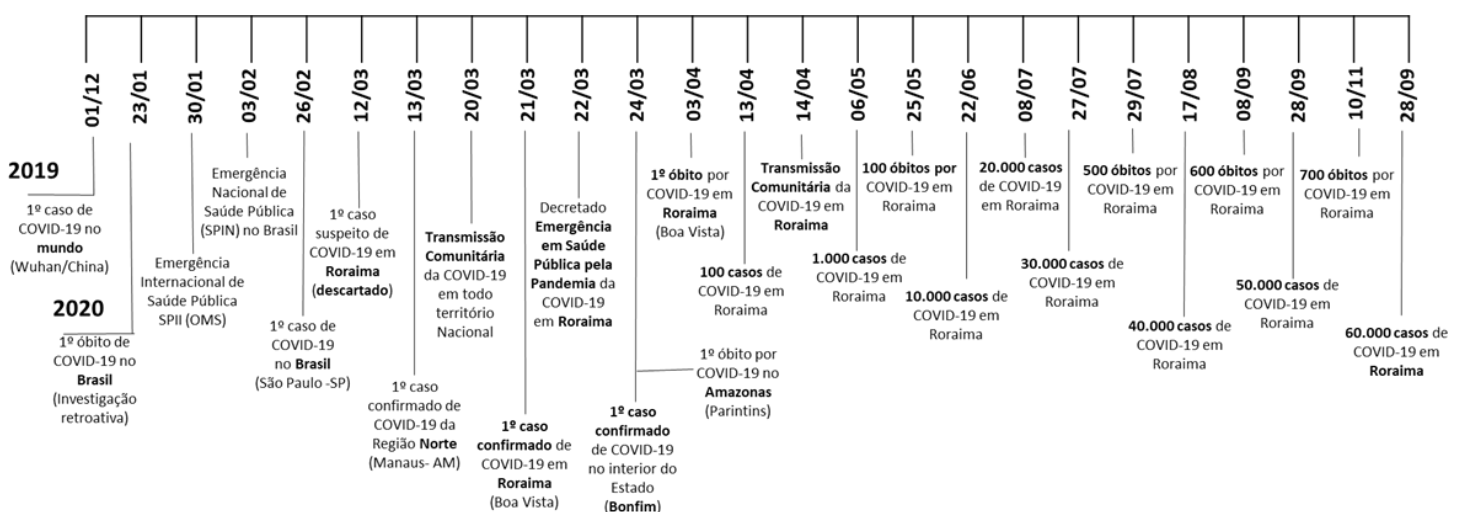 01/12
23/01
30/01
03/02
26/02
12/03
13/03
20/03
21/03
22/03
24/03
03/04
13/04
14/04
06/05
25/05
22/06
08/07
27/07
29/07
17/08
08/09
28/09
10/11
28/09
2019
1º caso de
COVID-19 no
mundo
(Wuhan/China)
2020
1º óbito de
COVID-19 no
Brasil
(Investigação
retroativa)
Emergência
Internacional de
Saúde Pública
SPII (OMS)
Emergência
Nacional de
Saúde Pública
(SPIN) no Brasil
1º caso de
COVID-19
no Brasil
(São Paulo -SP)
1º caso
suspeito de
COVID-19 em
Roraima
(descartado)
1º caso
confirmado de
COVID-19 da
Região Norte
(Manaus- AM)
Transmissão
Comunitária
da COVID-19
em todo
território
Nacional
1º caso
confirmado de
COVID-19 em
Roraima
(Boa Vista)
Decretado
Emergência
em Saúde
Pública pela
Pandemia da
COVID-19
em Roraima
1º caso
confirmado
de COVID-19
no interior do
Estado
(Bonfim)
1º óbito por
COVID-19 no
Amazonas
(Parintins)
1º óbito por
COVID-19 em
Roraima
(Boa Vista)
100 casos de
COVID-19 em
Roraima
Transmissão
Comunitária da
COVID-19 em
Roraima
1.000 casos de
COVID-19 em
Roraima
100 óbitos por
COVID-19 em
Roraima
10.000 casos de
COVID-19 em
Roraima
20.000 casos
de COVID-19
em Roraima
30.000 casos de
COVID-19 em
Roraima
500 óbitos por
COVID-19 em
Roraima
40.000 casos de
COVID-19 em
Roraima
600 óbitos por
COVID-19 em
Roraima
50.000 casos de
COVID-19 em
Roraima
700 óbitos por
COVID-19 em
Roraima
60.000 casos de
COVID-19 em
Roraima